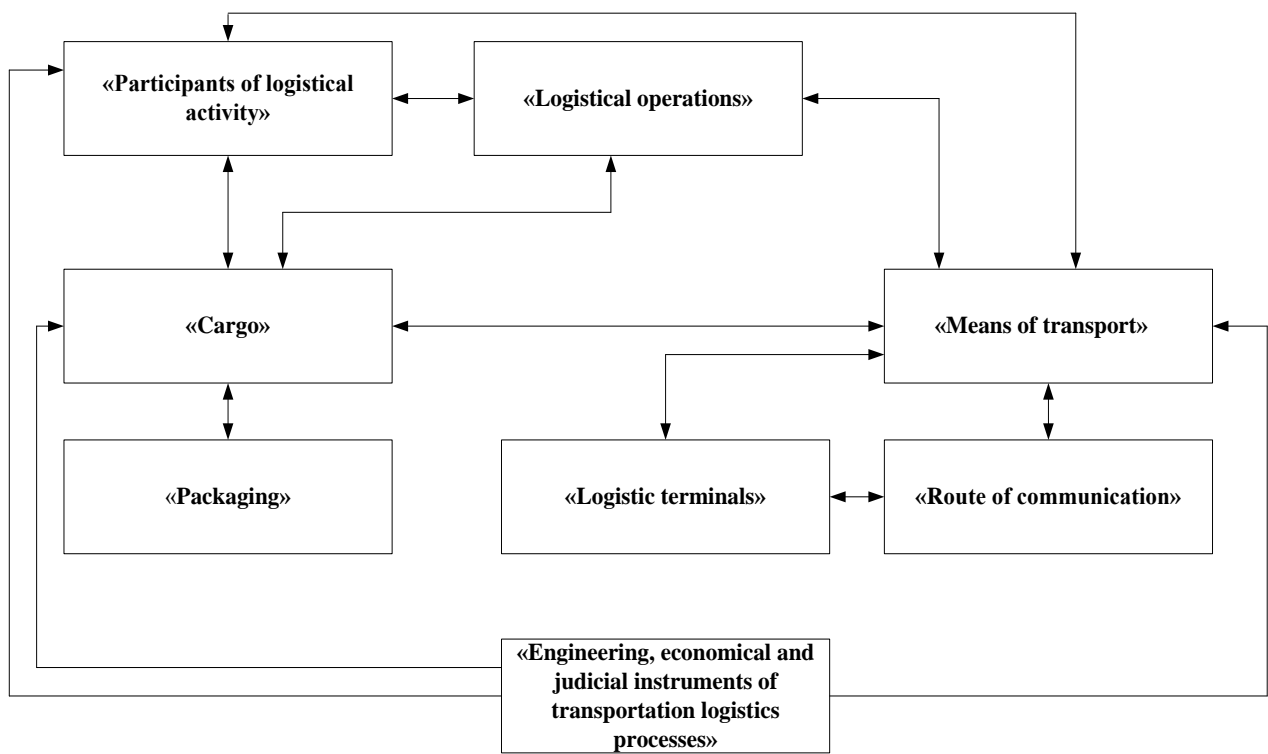 «Participants of logistical
activity»
«Logistical operations»
«Cargo»
«Means of transport»
«Packaging»
«Logistic terminals»
«Route of communication»
«Engineering, economical and
judicial instruments of
transportation logistics
processes»